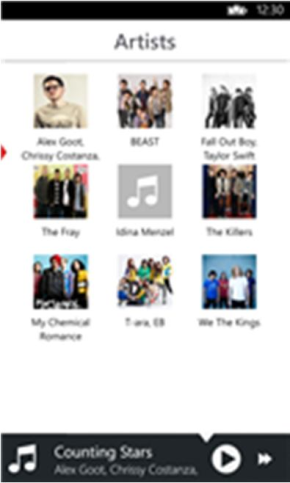 12:30
Artists
Alex Goot,
Chrissy Costanza,
BEAST
Fall Out Boy,
Taylor Swift
The Fray
Idina Menzel
The Killers
My Chemical
Romance
T-ara, EB
We The Kings
Counting Stars
Alex Goot, Chrissy Costanza,